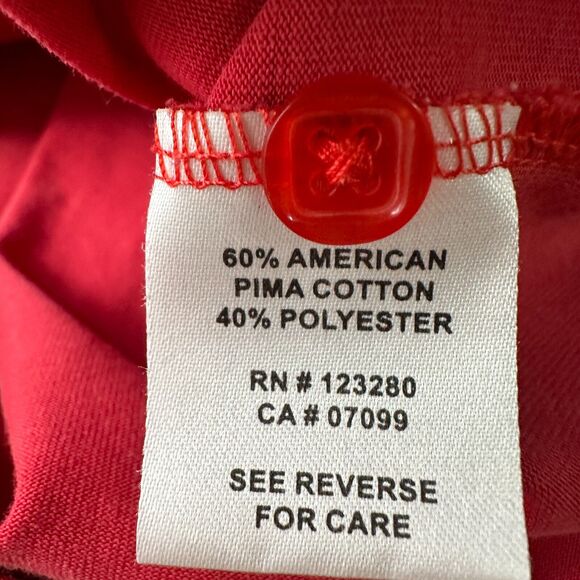 60% AMERICAN
PIMA COTTON
40% POLYESTER
RN # 123280
CA # 07099
SEE REVERSE
FOR CARE